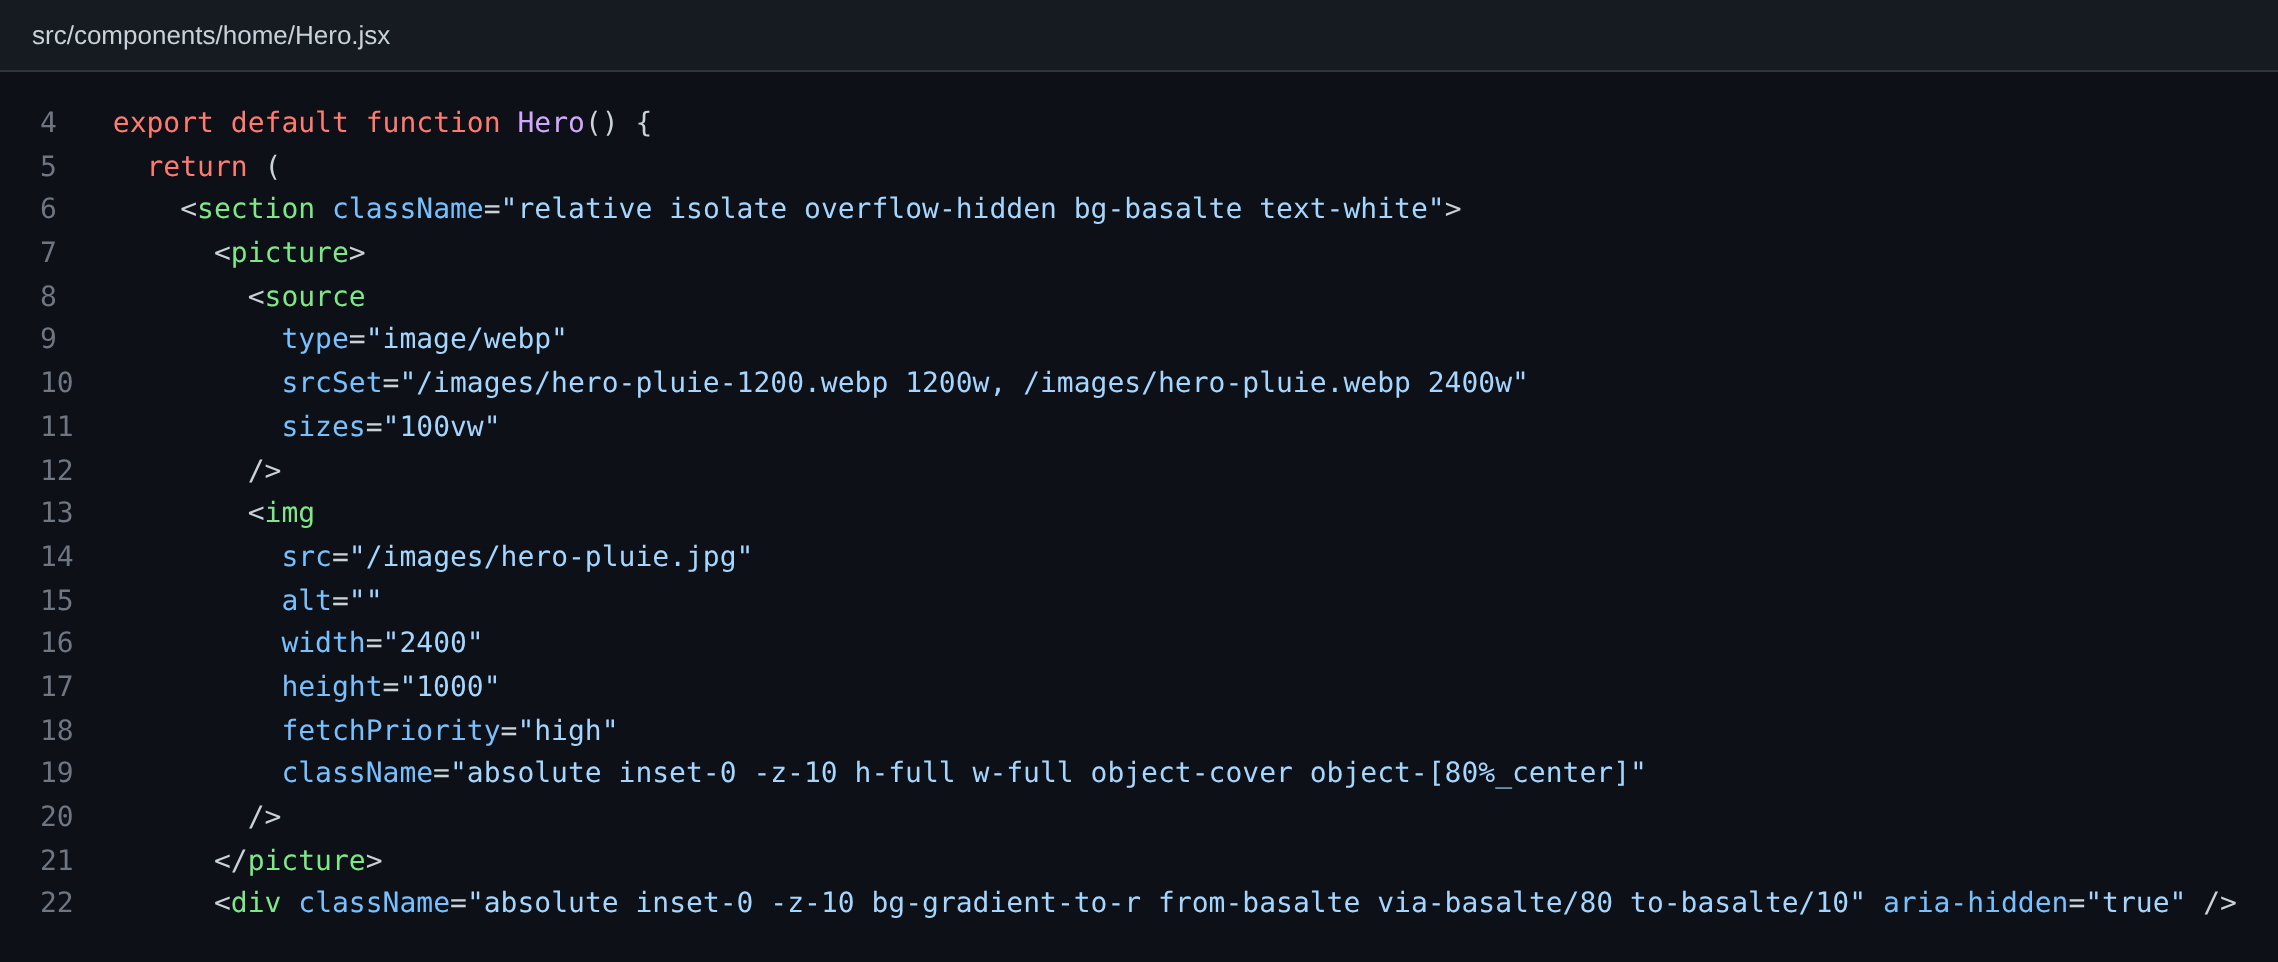 src/components/home/Hero.jsx
4 export default function Hero() {
5   return (
6     <section className="relative isolate overflow-hidden bg-basalte text-white">
7       <picture>
8         <source
9           type="image/webp"
10           srcSet="/images/hero-pluie-1200.webp 1200w, /images/hero-pluie.webp 2400w"
11           sizes="100vw"
12         />
13         <img
14           src="/images/hero-pluie.jpg"
15           alt=""
16           width="2400"
17           height="1000"
18           fetchPriority="high"
19           className="absolute inset-0 -z-10 h-full w-full object-cover object-[80%_center]"
20         />
21       </picture>
22       <div className="absolute inset-0 -z-10 bg-gradient-to-r from-basalte via-basalte/80 to-basalte/10" aria-hidden="true" />